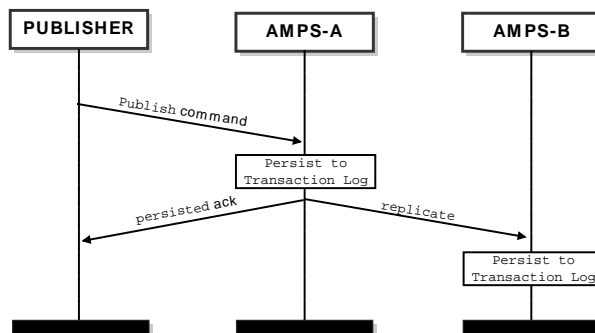 PUBLISHER
AMPS-A
AMPS-B
Publish command
Persist to
Transaction Log
persisted ack
replicate
Persist to
Transaction Log